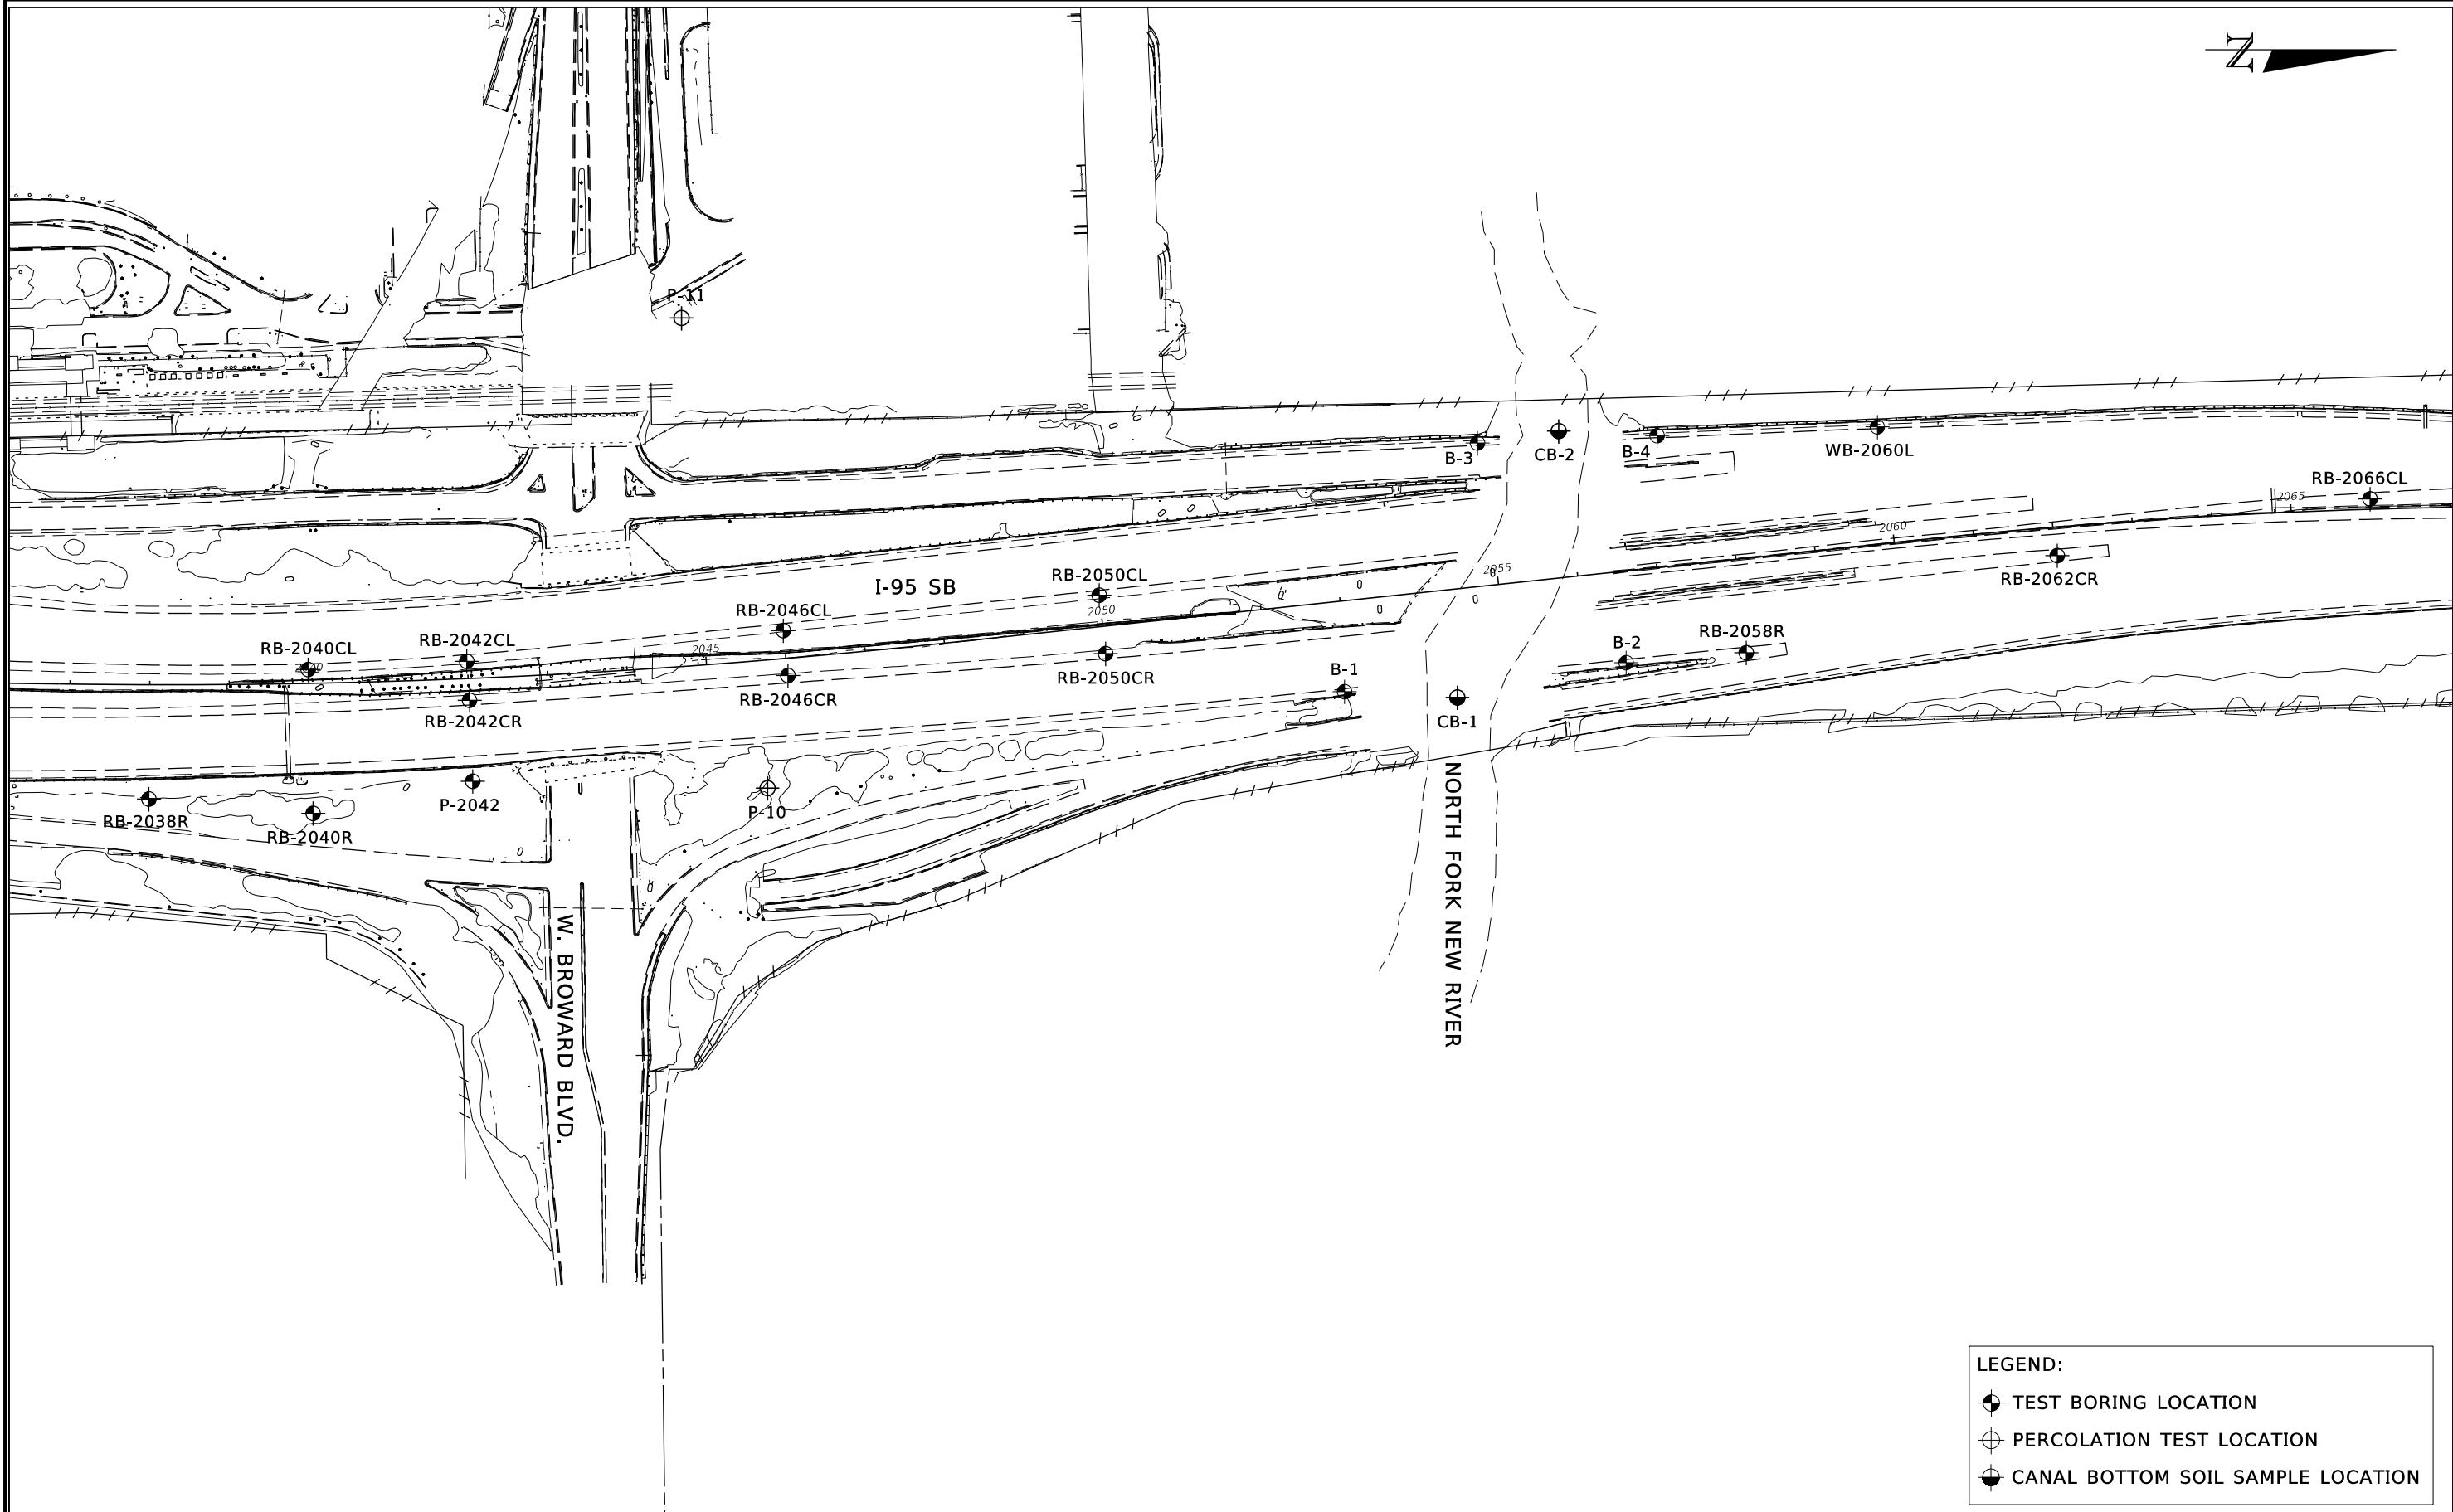 N
P-11
B-3
CB-2
B-4
WB-2060L
RB-2066CL
2065
2060
RB-2062CR
2055
I-95 SB
RB-2050CL
2050
RB-2046CL
RB-2042CL
RB-2040CL
2045
RB-2050CR
RB-2046CR
RB-2042CR
B-1
B-2
RB-2058R
CB-1
RB-2038R
RB-2040R
P-2042
P-10
NORTH FORK NEW RIVER
W. BROWARD BLVD.
LEGEND:
TEST BORING LOCATION
PERCOLATION TEST LOCATION
CANAL BOTTOM SOIL SAMPLE LOCATION